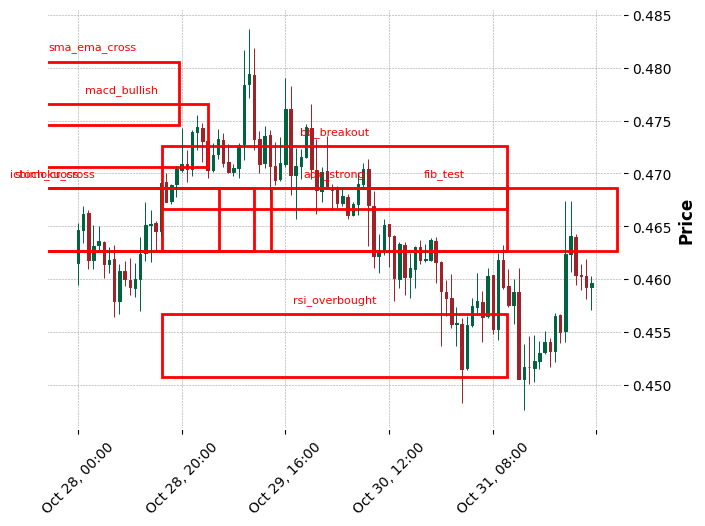 0.485
sma_ema_cross
0.480
macd_bullish
0.475
bb_breakout
0.470
stoch_cross
adx_strong
fib_test
0.465
Price
0.460
rsi_overbought
0.455
0.450
Oct 28, 00:00
Oct 28, 20:00
Oct 29, 16:00
Oct 30, 12:00
Oct 31, 08:00